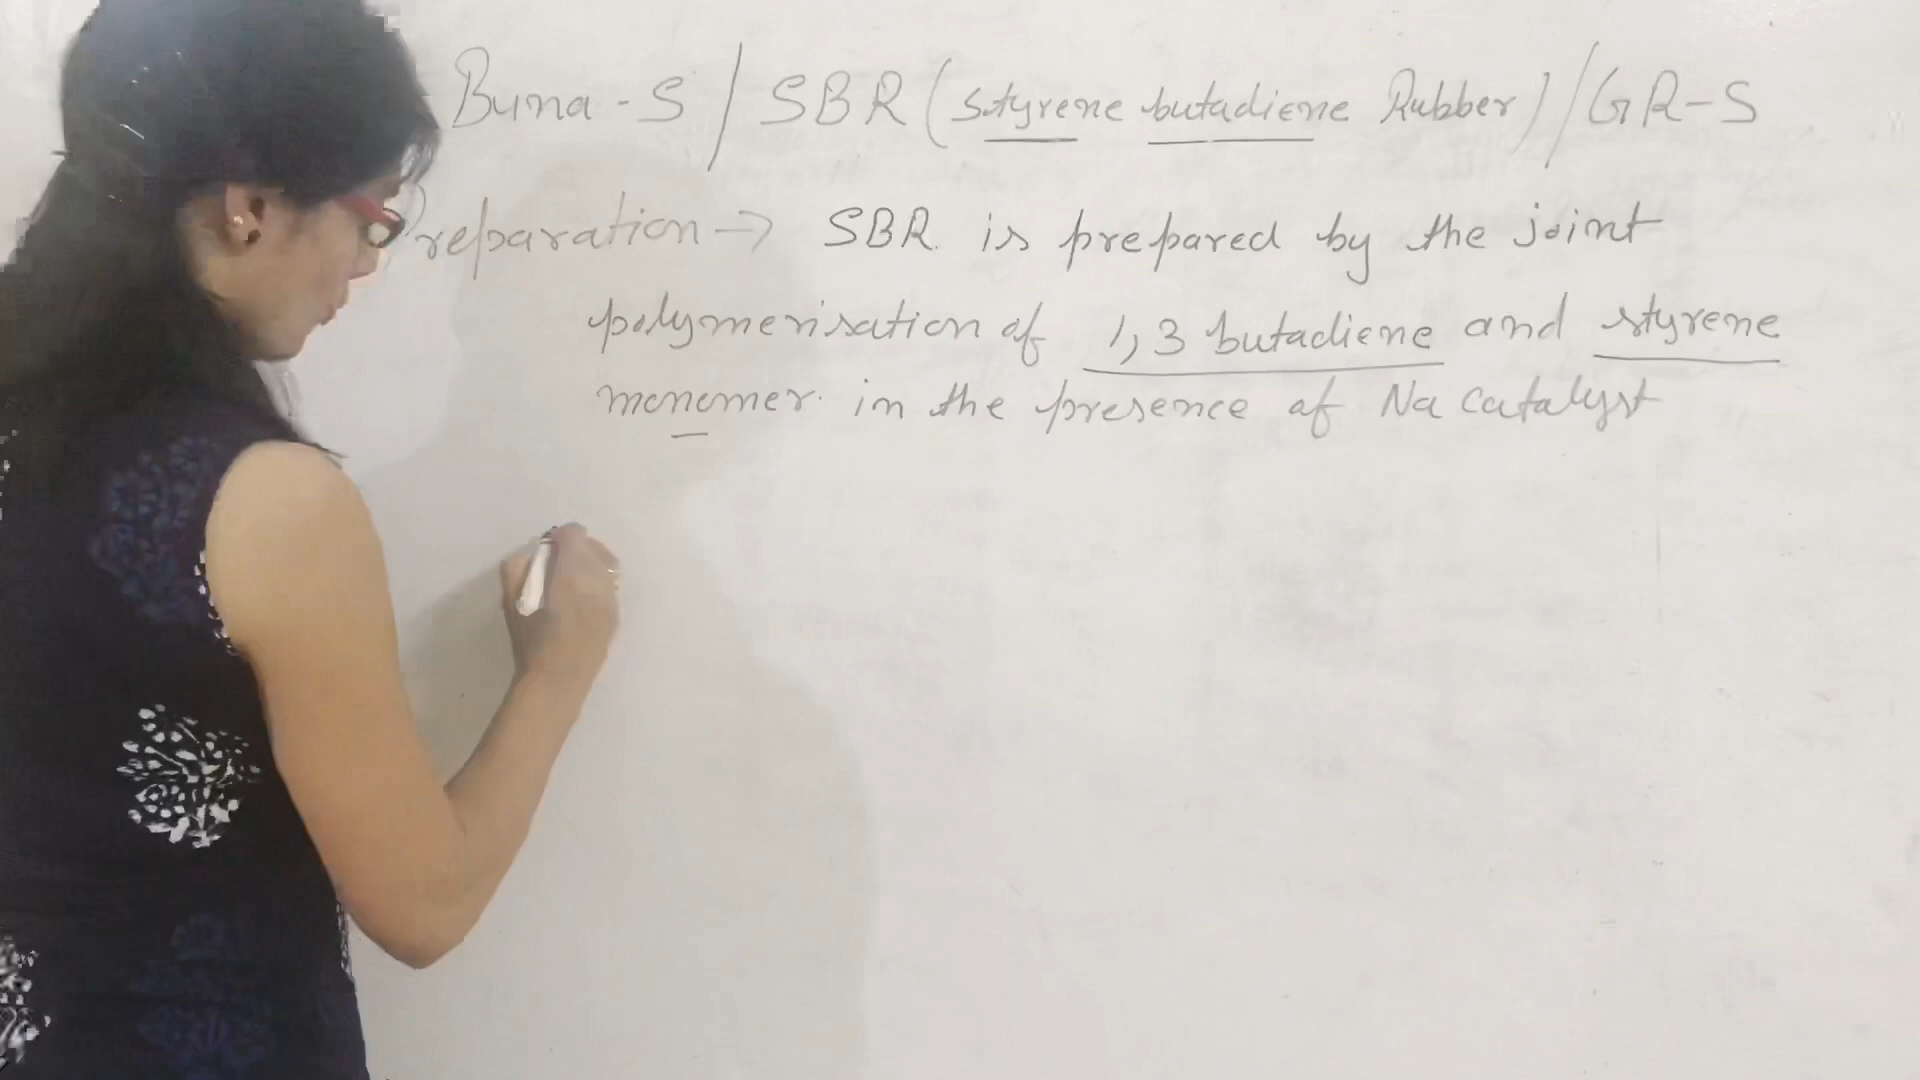 Buna-S / SBR (Styrene butadiene Rubber) / GR-S
Preparation → SBR is prepared by the joint
polymerisation of 1,3 butadiene and styrene
monomer. in the presence of Na catalyst